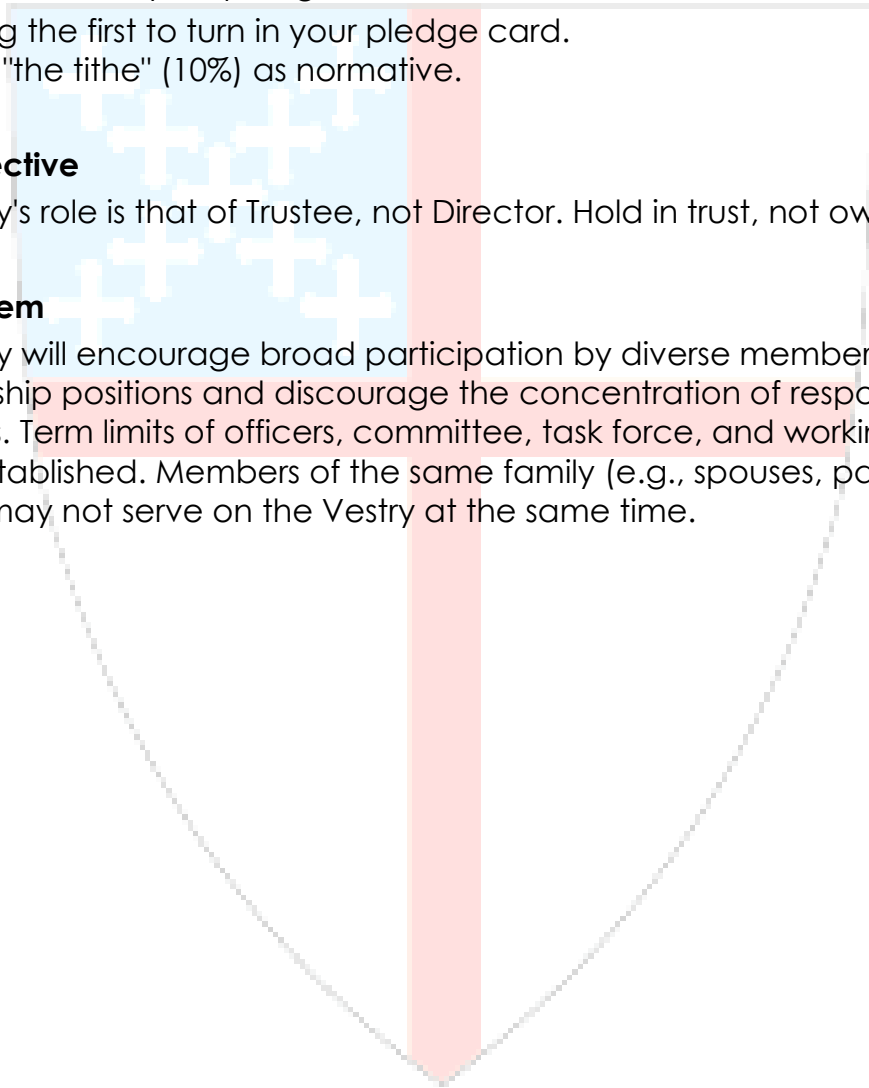 g the first to turn in your pledge card.
"the tithe" (10%) as normative.
ective
y's role is that of Trustee, not Director. Hold in trust, not ow
em
y will encourage broad participation by diverse member
ship positions and discourage the concentration of respo
s. Term limits of officers, committee, task force, and workin
tablished. Members of the same family (e.g., spouses, pa
may not serve on the Vestry at the same time.